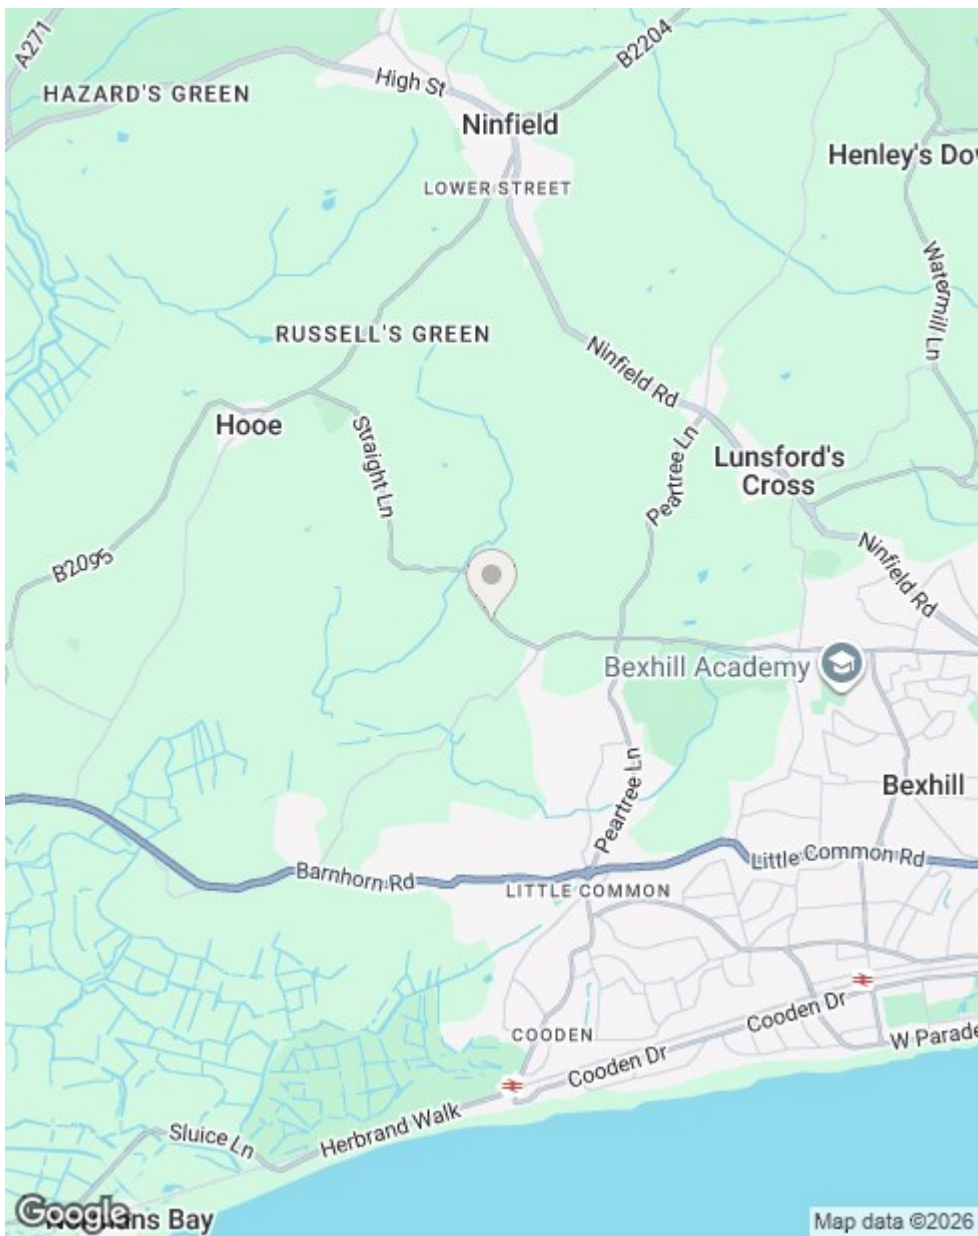 A271
B2204
High St
HAZARD'S GREEN
Ninfield
Henley's Dov
LOWER STREET
Watermill Ln
RUSSELL'S GREEN
Ninfield Rd
Hooe
Straight Ln
Peartree Ln
Lunsford's
Cross
B2095
Ninfield Rd
Bexhill Academy
Peartree Ln
Bexhill
Little Common Rd
Barnhorn Rd
LITTLE COMMON
Cooden Dr
COODEN
W Parade
Cooden Dr
Herbrand Walk
Sluice Ln
Google
Normans Bay
Map data ©2026